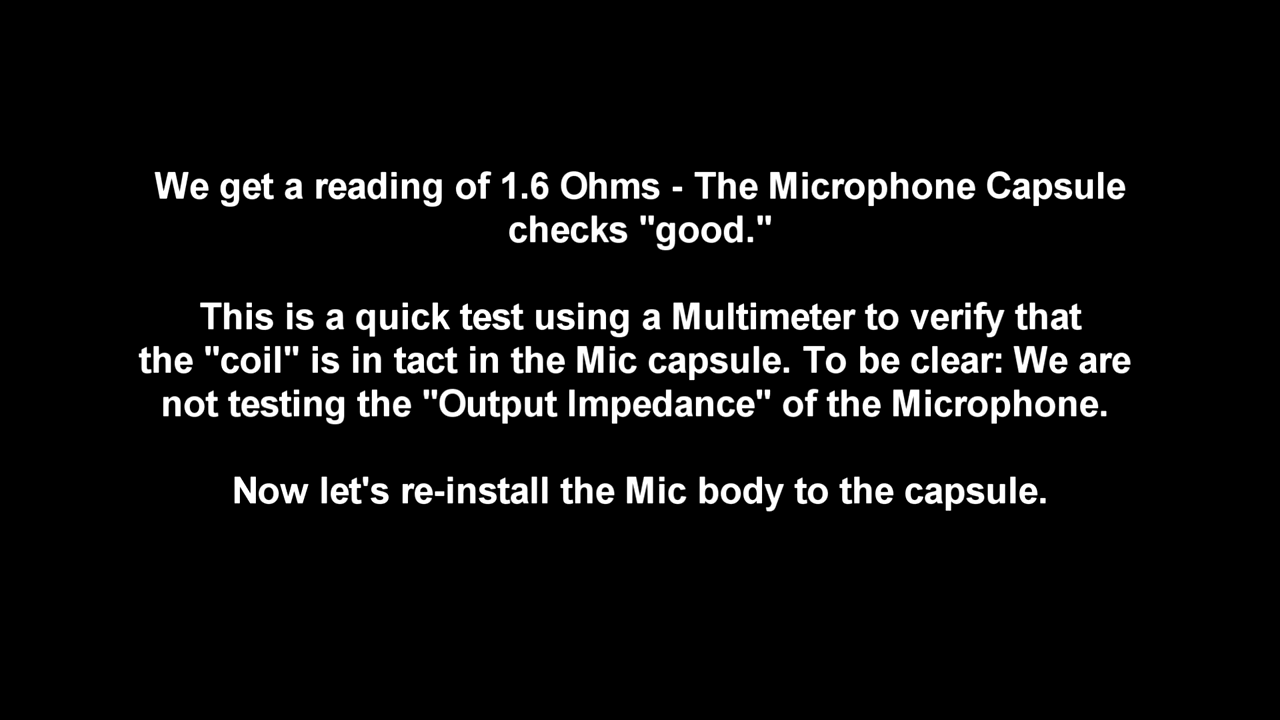 We get a reading of 1.6 Ohms - The Microphone Capsule
checks "good."
This is a quick test using a Multimeter to verify that
the "coil" is in tact in the Mic capsule. To be clear: We are
not testing the "Output Impedance" of the Microphone.
Now let's re-install the Mic body to the capsule.